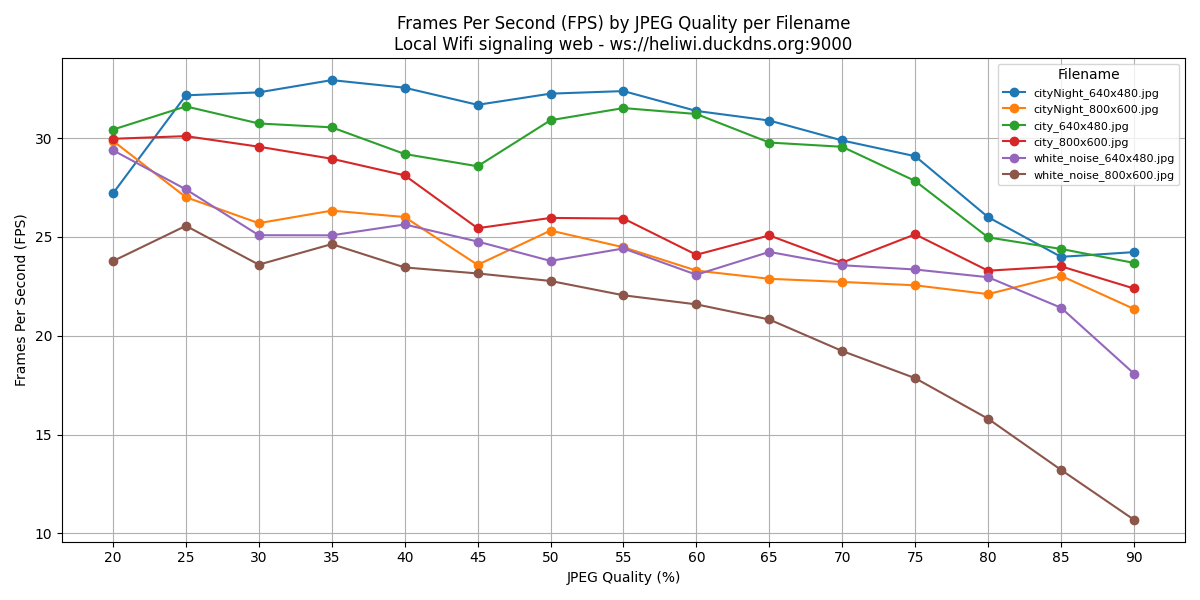 Frames Per Second (FPS) by JPEG Quality per Filename
Local Wifi signaling web - ws://heliwi.duckdns.org:9000
Filename
cityNight_640x480.jpg
cityNight_800x600.jpg
city_640x480.jpg
city_800x600.jpg
white_noise_640x480.jpg
white_noise_800x600.jpg
Frames Per Second (FPS)
30
25
20
15
10
20 25 30 35 40 45 50 55 60 65 70 75 80 85 90
JPEG Quality (%)